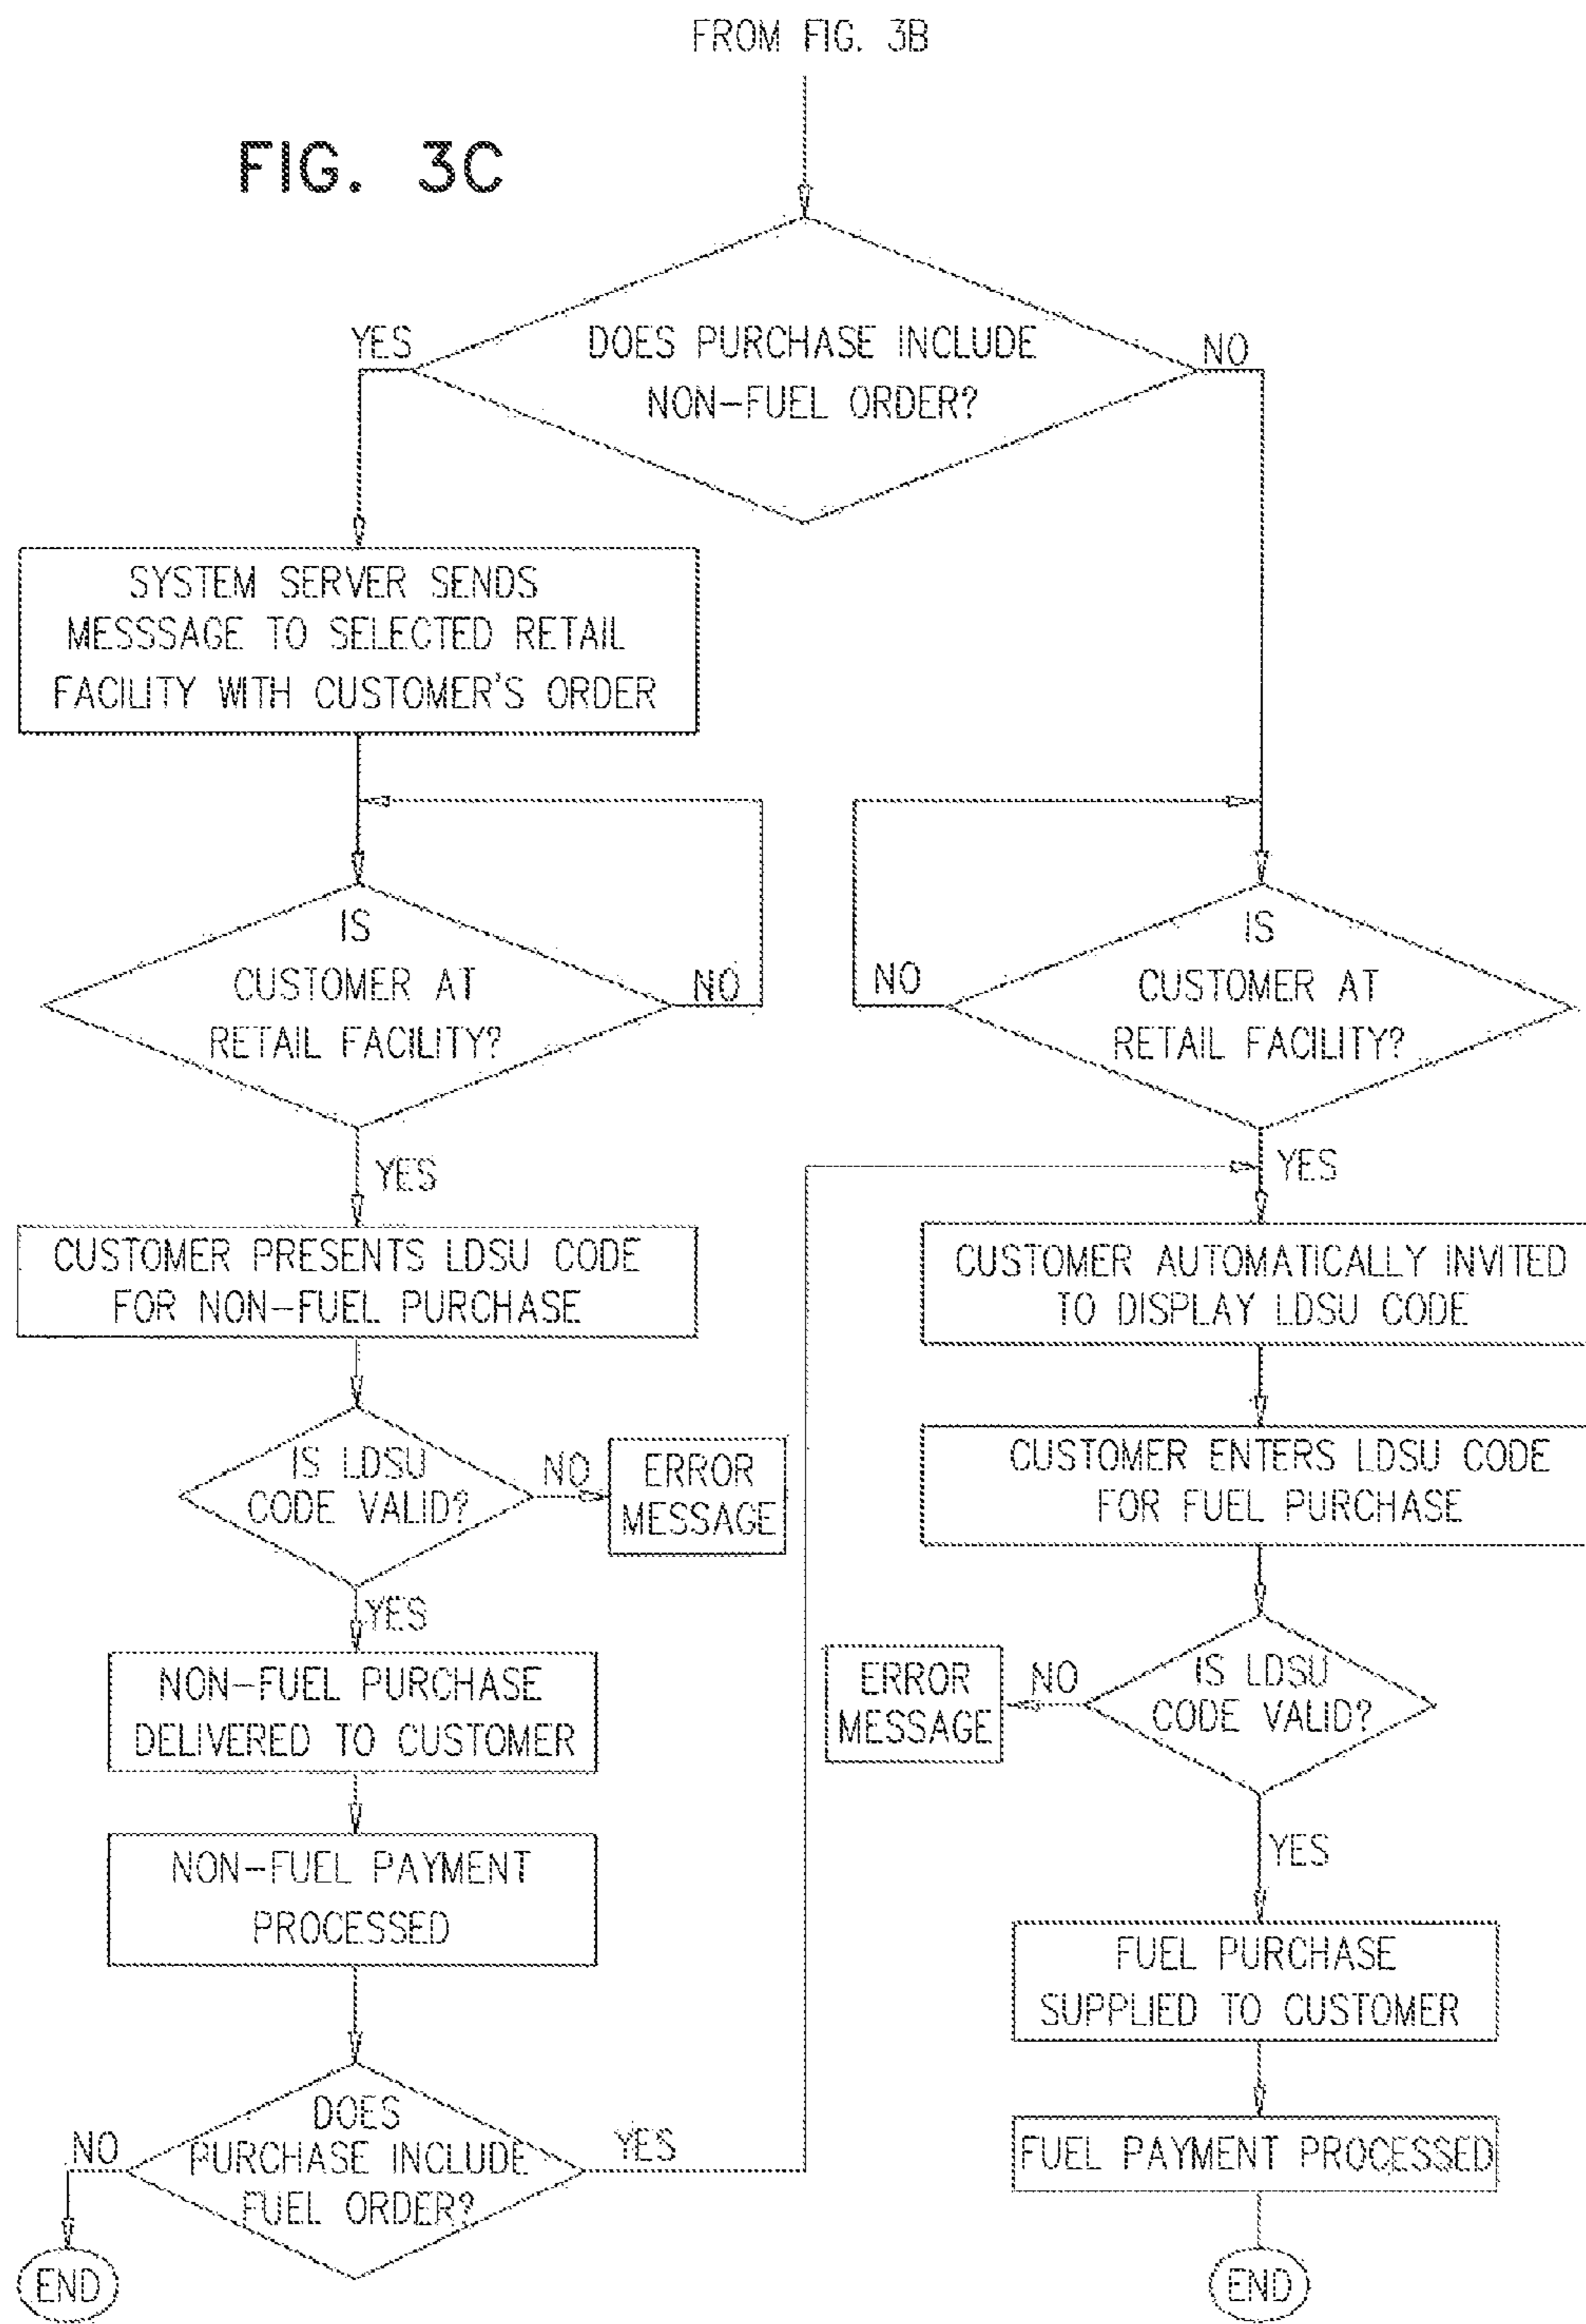 FROM FIG. 3B
FIG. 3C
DOES PURCHASE INCLUDE
NON-FUEL ORDER?
YES
NO
SYSTEM SERVER SENDS
MESSSAGE TO SELECTED RETAIL
FACILITY WITH CUSTOMER'S ORDER
IS
CUSTOMER AT
RETAIL FACILITY?
NO
YES
CUSTOMER PRESENTS LDSU CODE
FOR NON-FUEL PURCHASE
IS LDSU
CODE VALID?
NO
ERROR
MESSAGE
YES
NON-FUEL PURCHASE
DELIVERED TO CUSTOMER
NON-FUEL PAYMENT
PROCESSED
DOES
PURCHASE INCLUDE
FUEL ORDER?
NO
YES
END
IS
CUSTOMER AT
RETAIL FACILITY?
NO
YES
CUSTOMER AUTOMATICALLY INVITED
TO DISPLAY LDSU CODE
CUSTOMER ENTERS LDSU CODE
FOR FUEL PURCHASE
IS LDSU
CODE VALID?
NO
ERROR
MESSAGE
YES
FUEL PURCHASE
SUPPLIED TO CUSTOMER
FUEL PAYMENT PROCESSED
END